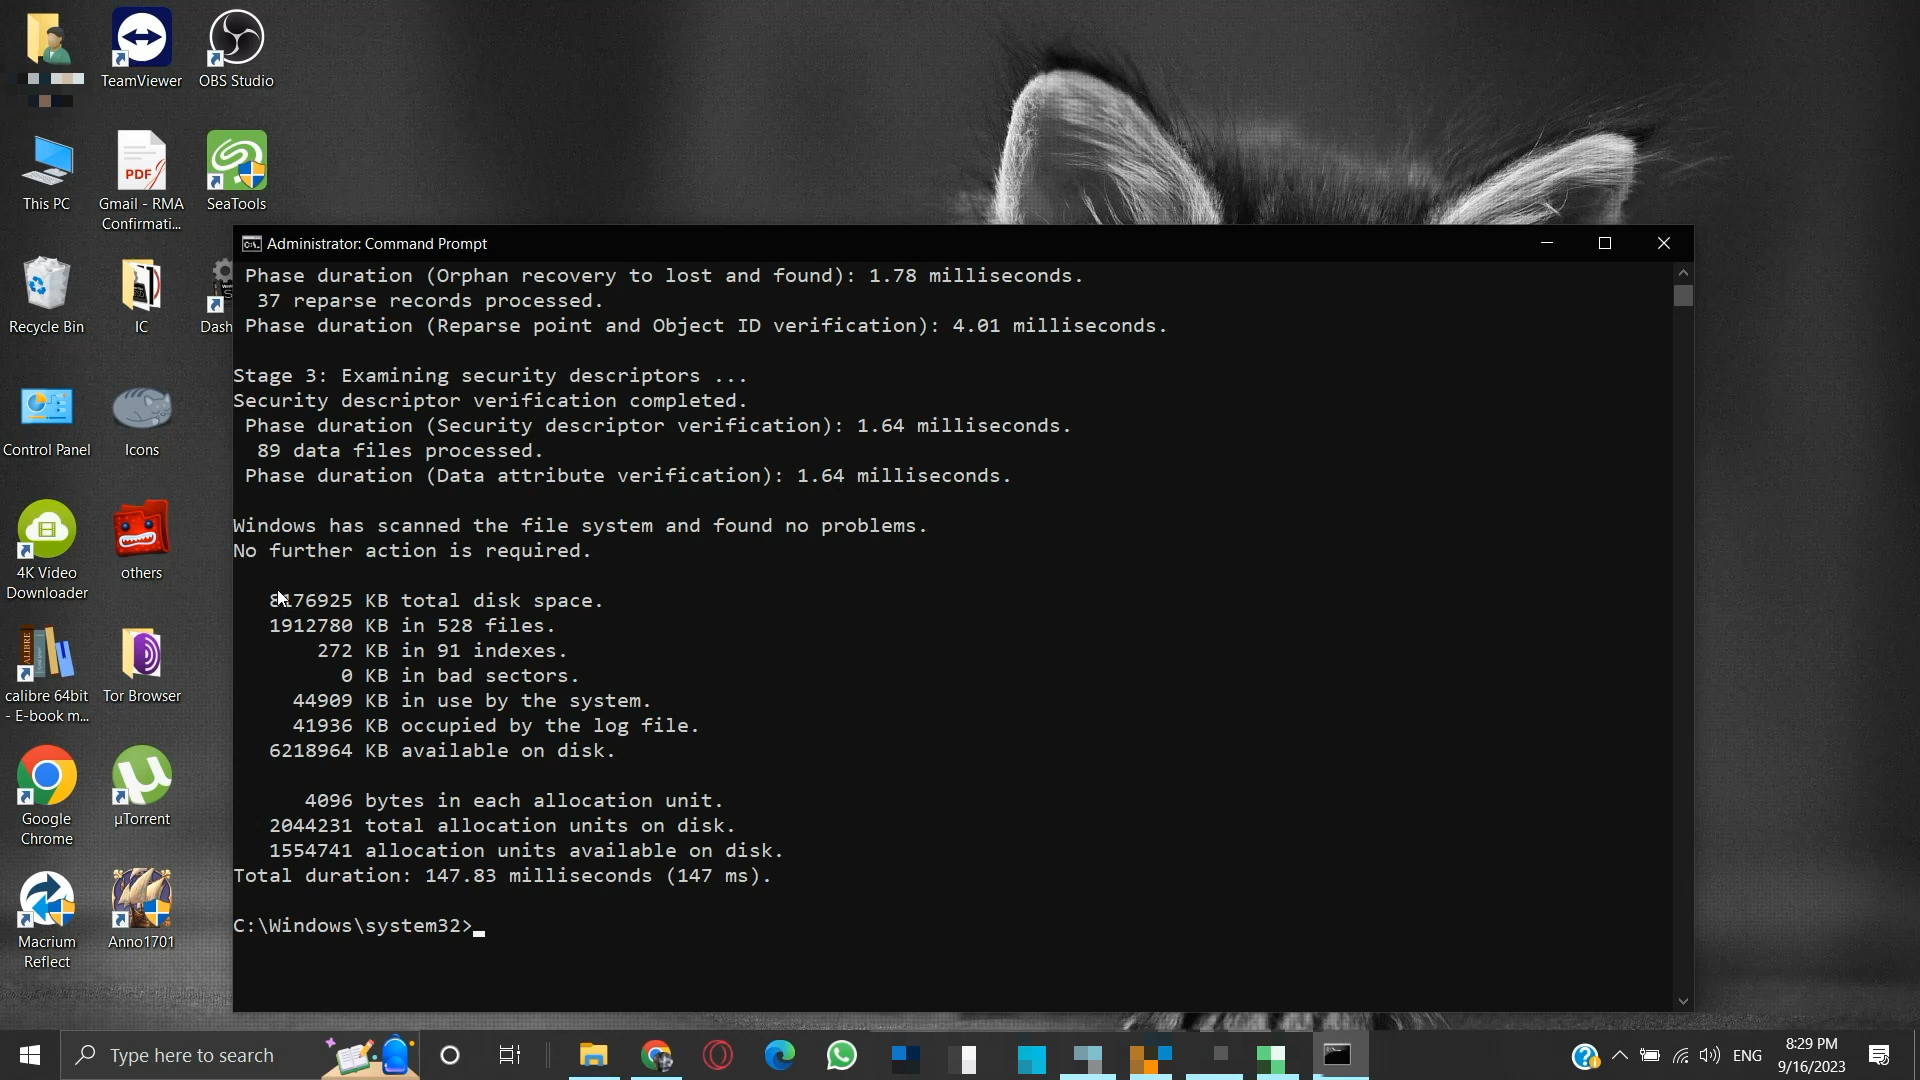 TeamViewer
OBS Studio
This PC
PDF
Gmail - RMA
Confirmati...
SeaTools
Recycle Bin
IC
Dash
Control Panel
Icons
4K Video
Downloader
others
CALIBRE
calibre 64bit
- E-book m...
Tor Browser
Google
Chrome
µTorrent
Macrium
Reflect
Anno1701
C:\.
Administrator: Command Prompt
Phase duration (Orphan recovery to lost and found): 1.78 milliseconds.
37 reparse records processed.
Phase duration (Reparse point and Object ID verification): 4.01 milliseconds.
Stage 3: Examining security descriptors ...
Security descriptor verification completed.
Phase duration (Security descriptor verification): 1.64 milliseconds.
89 data files processed.
Phase duration (Data attribute verification): 1.64 milliseconds.
Windows has scanned the file system and found no problems.
No further action is required.
8176925 KB total disk space.
1912780 KB in 528 files.
272 KB in 91 indexes.
0 KB in bad sectors.
44909 KB in use by the system.
41936 KB occupied by the log file.
6218964 KB available on disk.
4096 bytes in each allocation unit.
2044231 total allocation units on disk.
1554741 allocation units available on disk.
Total duration: 147.83 milliseconds (147 ms).
C:\Windows\system32>
Type here to search
ENG
8:29 PM
9/16/2023